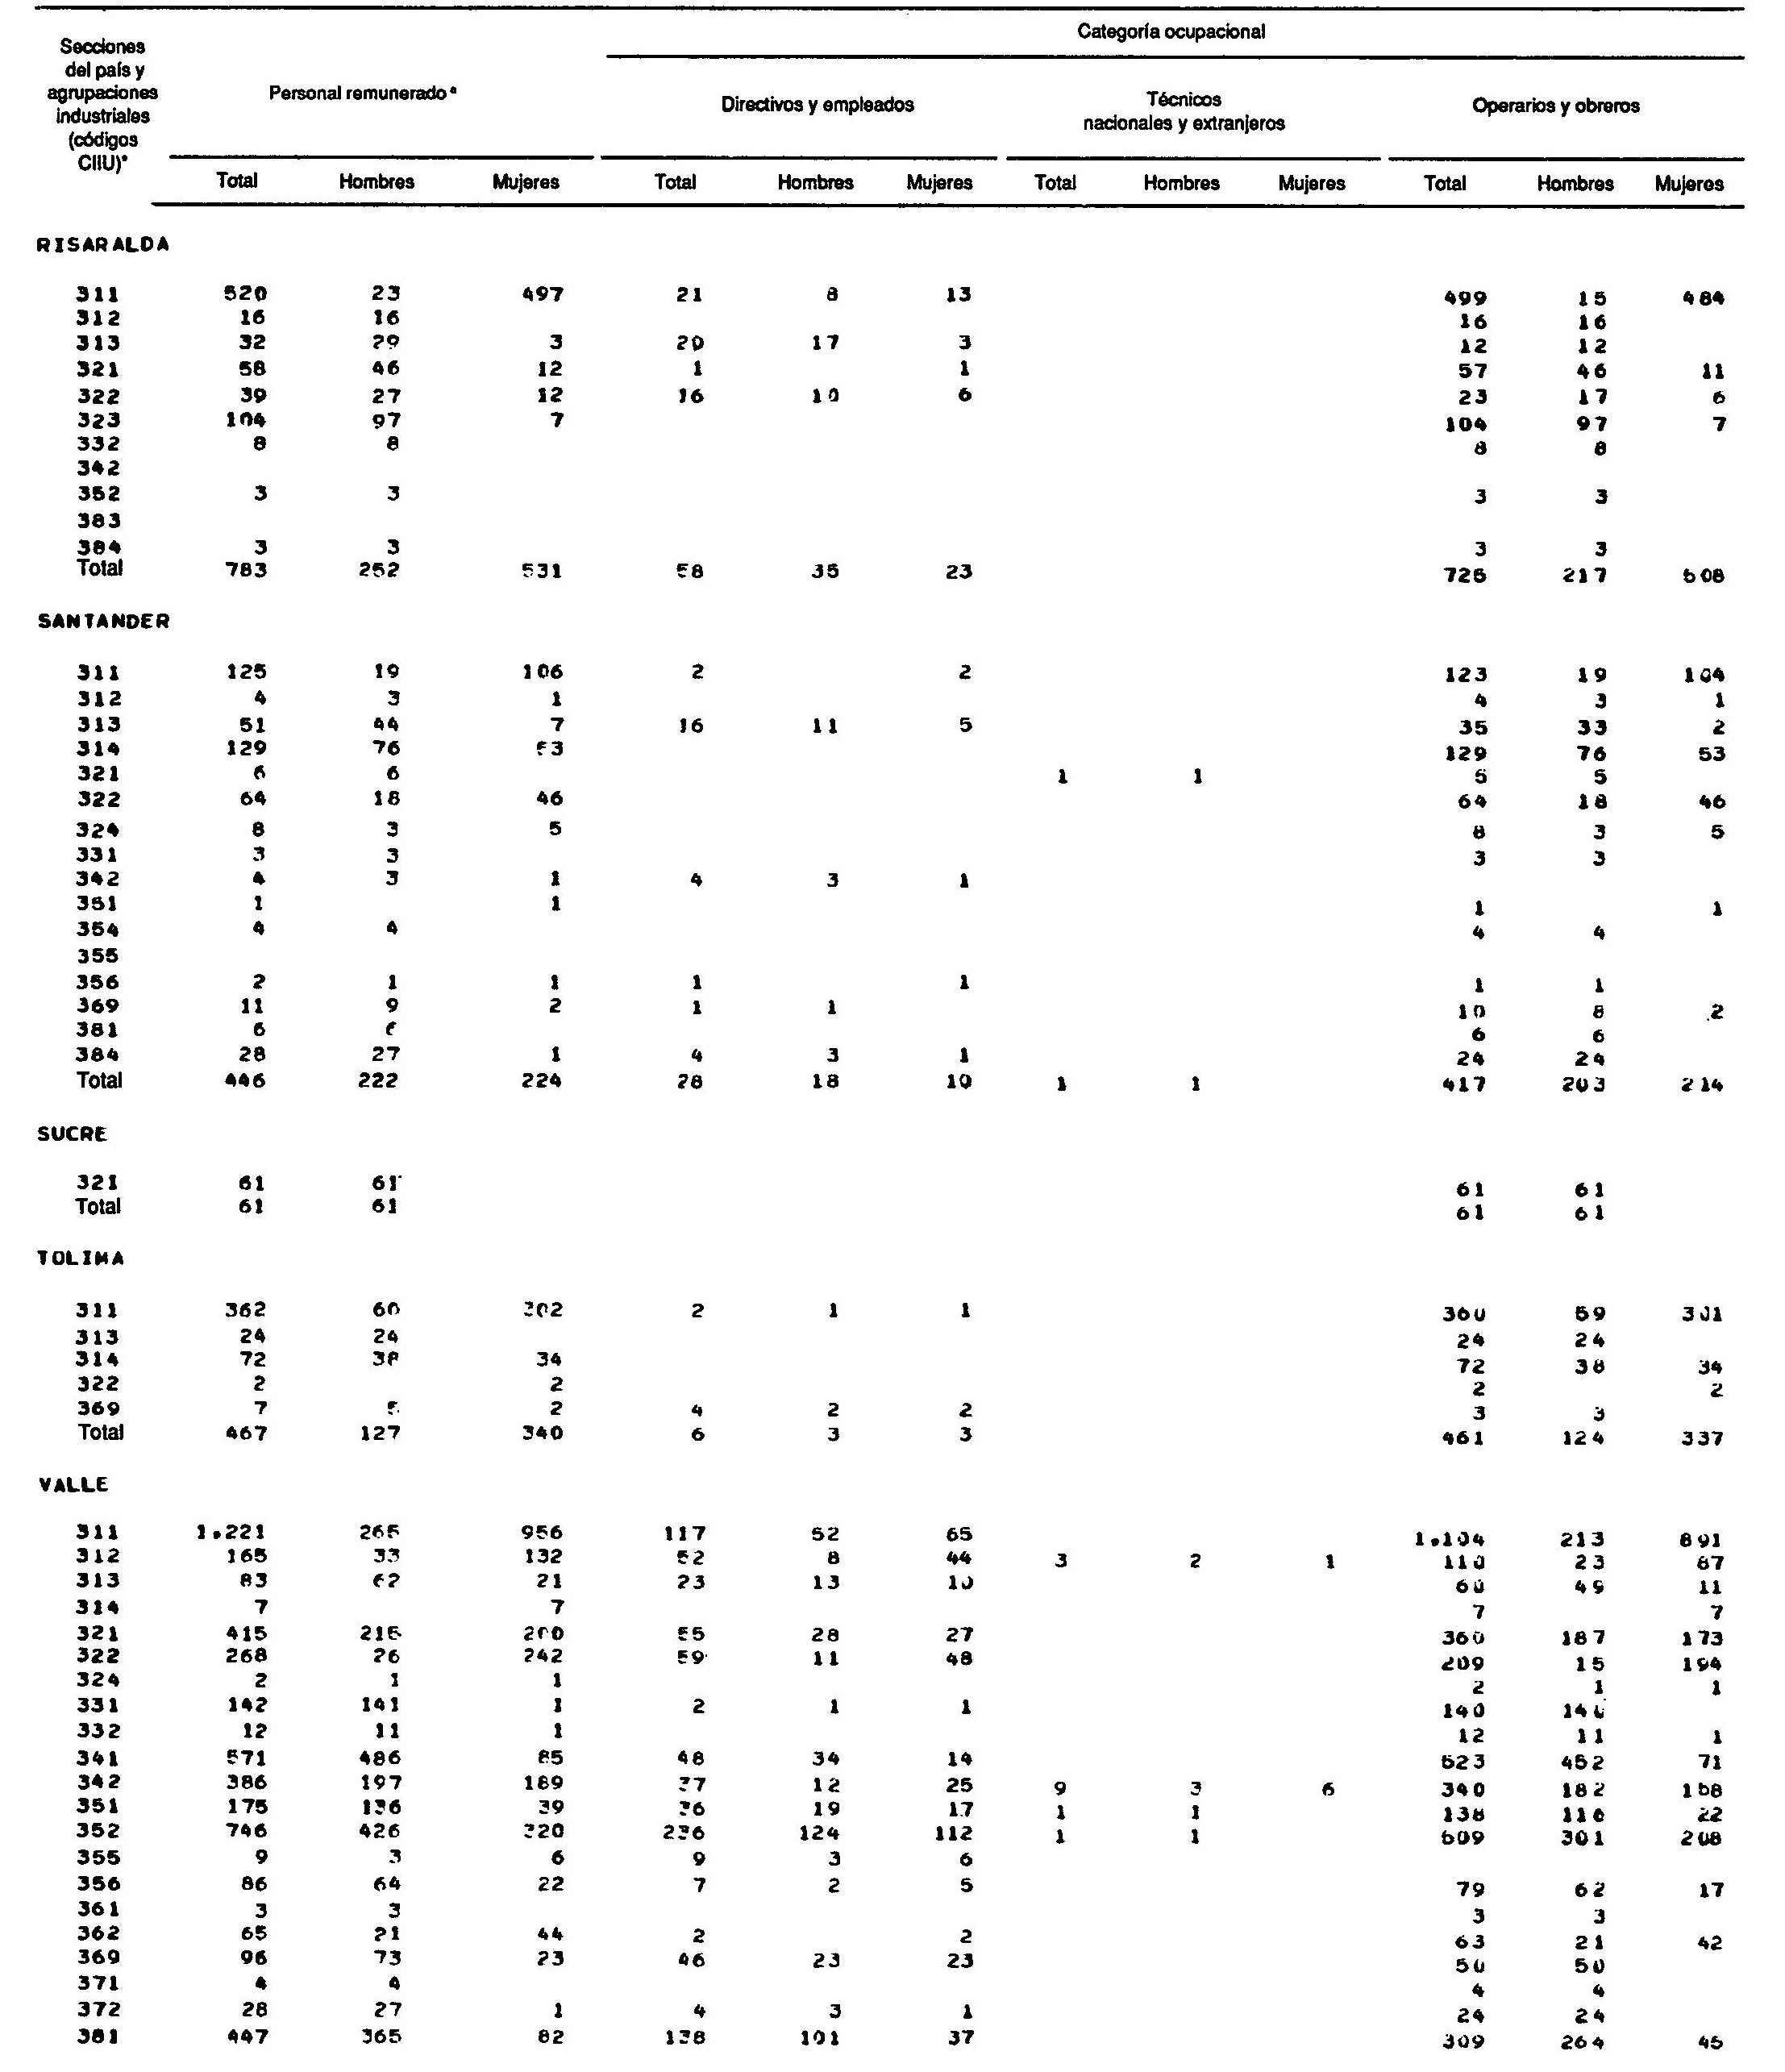 Categoría ocupacional
Secciones del país y agrupaciones industriales (códigos CIIU)*
Personal remunerado ª
Directivos y empleados
Técnicos nacionales y extranjeros
Operarios y obreros
Total Hombres Mujeres Total Hombres Mujeres Total Hombres Mujeres Total Hombres Mujeres
RISARALDA
311 520 23 497 21 8 13 499 15 484
312 16 16 16 16
313 32 29 3 20 17 3 12 12
321 58 46 12 1 1 57 46 11
322 39 27 12 16 10 6 23 17 6
323 104 97 7 104 97 7
332 8 8 8 8
342
352 3 3 3 3
383
384 3 3 3 3
Total 783 252 531 58 35 23 725 217 508
SANTANDER
311 125 19 106 2 2 123 19 104
312 4 3 1 4 3 1
313 51 44 7 16 11 5 35 33 2
314 129 76 53 129 76 53
321 6 6 1 1 5 5
322 64 18 46 64 18 46
324 8 3 5 8 3 5
331 3 3 3 3
342 4 3 1 4 3 1
351 1 1 1 1
354 4 4 4 4
355
356 2 1 1 1 1 1 1
369 11 9 2 1 1 10 8 2
381 6 6 6 6
384 28 27 1 4 3 1 24 24
Total 446 222 224 28 18 10 1 1 417 203 214
SUCRE
321 61 61 61 61
Total 61 61 61 61
TOLIMA
311 362 60 302 2 1 1 360 59 301
313 24 24 24 24
314 72 38 34 72 38 34
322 2 2 2 2
369 7 5 2 4 2 2 3 3
Total 467 127 340 6 3 3 461 124 337
VALLE
311 1.221 265 956 117 52 65 1.104 213 891
312 165 33 132 52 8 44 3 2 1 110 23 87
313 83 62 21 23 13 10 60 49 11
314 7 7 7 7
321 415 215 200 55 28 27 360 187 173
322 268 26 242 59 11 48 209 15 194
324 2 1 1 2 1 1
331 142 141 1 2 1 1 140 140
332 12 11 1 12 11 1
341 571 486 85 48 34 14 523 452 71
342 386 197 189 37 12 25 9 3 6 340 182 158
351 175 136 39 36 19 17 1 1 138 116 22
352 746 426 320 236 124 112 1 1 509 301 208
355 9 3 6 9 3 6
356 86 64 22 7 2 5 79 62 17
361 3 3 3 3
362 65 21 44 2 2 63 21 42
369 96 73 23 46 23 23 50 50
371 4 4 4 4
372 28 27 1 4 3 1 24 24
381 447 365 82 138 101 37 309 264 45